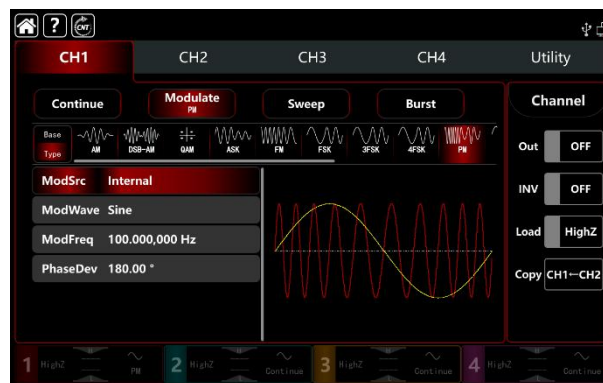 ? CNT
CH1 CH2 CH3 CH4 Utility
Continue Modulate Sweep Burst Channel
PM
Base
Type
AM DSB-AM QAM ASK FM FSK 3FSK 4FSK PM
Out OFF
ModSrc Internal
INV OFF
ModWave Sine
ModFreq 100.000,000 Hz
Load HighZ
PhaseDev 180.00 °
Copy CH1←CH2
1 HighZ PM 2 HighZ Continue 3 HighZ Continue 4 HighZ Continue